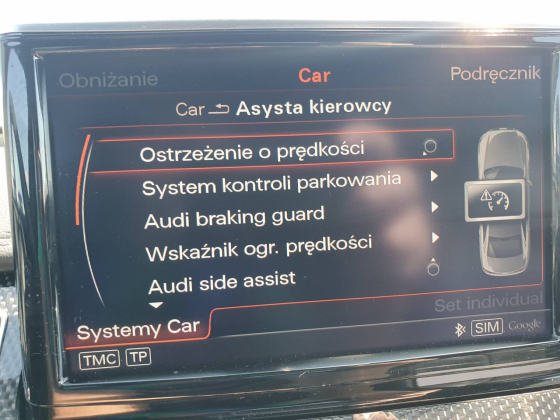 Obniżanie Car Podręcznik
Car Asysta kierowcy
Ostrzeżenie o prędkości
System kontroli parkowania
Audi braking guard
Wskaźnik ogr. prędkości
Audi side assist
Set individual
Systemy Car
SIM Google
TMC TP